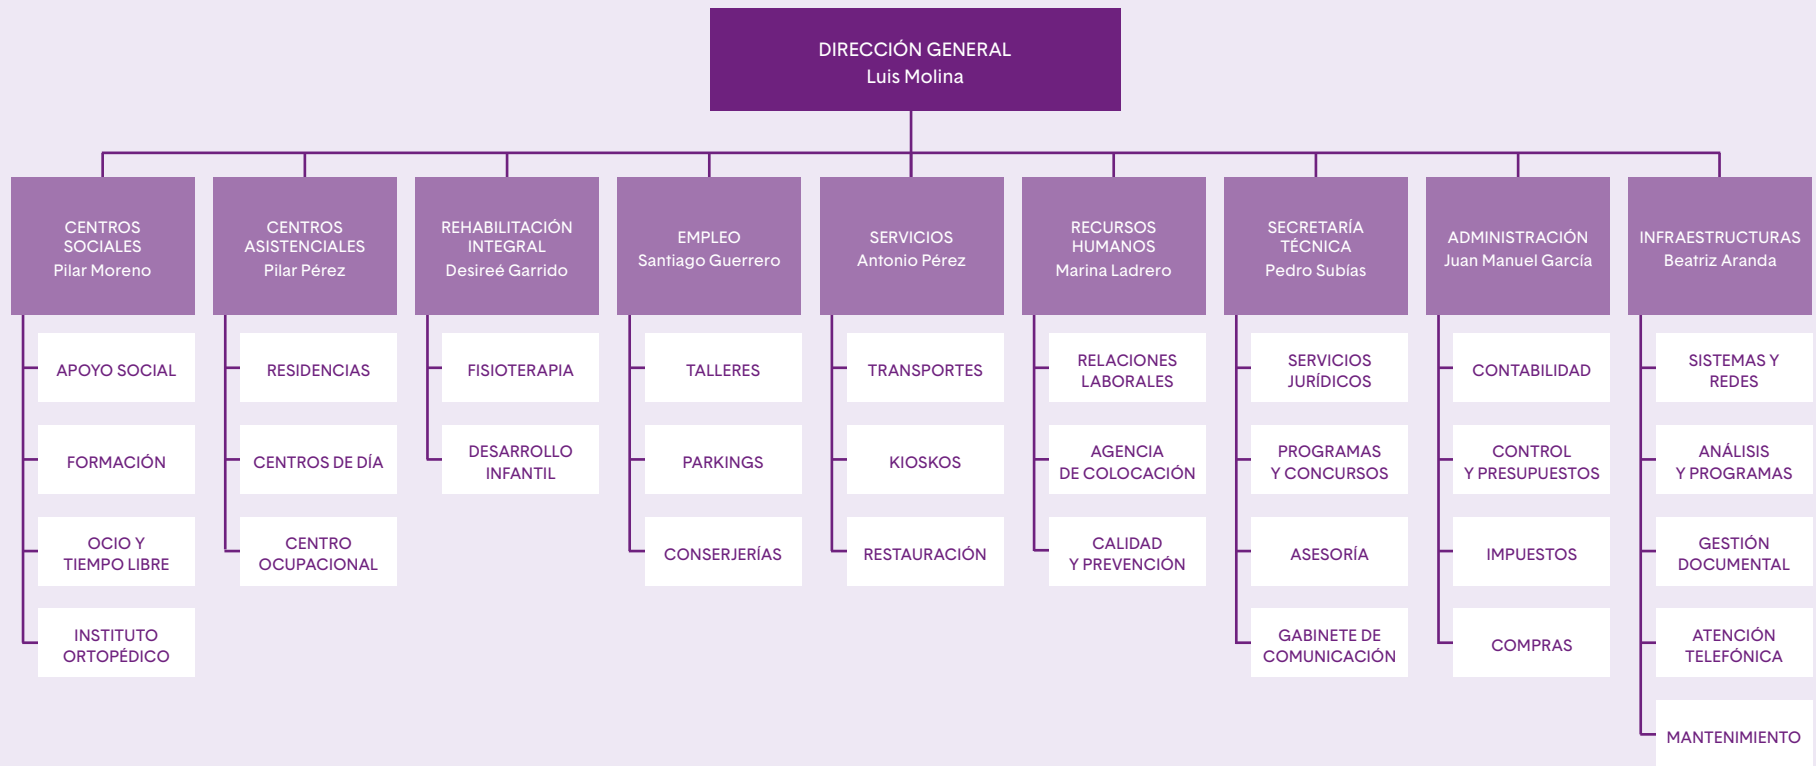 DIRECCIÓN GENERAL
Luis Molina
CENTROS
SOCIALES
Pilar Moreno
CENTROS
ASISTENCIALES
Pilar Pérez
REHABILITACIÓN
INTEGRAL
Desireé Garrido
EMPLEO
Santiago Guerrero
SERVICIOS
Antonio Pérez
RECURSOS
HUMANOS
Marina Ladrero
SECRETARÍA
TÉCNICA
Pedro Subías
ADMINISTRACIÓN
Juan Manuel García
INFRAESTRUCTURAS
Beatriz Aranda
APOYO SOCIAL
FORMACIÓN
OCIO Y
TIEMPO LIBRE
INSTITUTO
ORTOPÉDICO
RESIDENCIAS
CENTROS DE DÍA
CENTRO
OCUPACIONAL
FISIOTERAPIA
DESARROLLO
INFANTIL
TALLERES
PARKINGS
CONSERJERÍAS
TRANSPORTES
KIOSKOS
RESTAURACIÓN
RELACIONES
LABORALES
AGENCIA
DE COLOCACIÓN
CALIDAD
Y PREVENCIÓN
SERVICIOS
JURÍDICOS
PROGRAMAS
Y CONCURSOS
ASESORÍA
GABINETE DE
COMUNICACIÓN
CONTABILIDAD
CONTROL
Y PRESUPUESTOS
IMPUESTOS
COMPRAS
SISTEMAS Y
REDES
ANÁLISIS
Y PROGRAMAS
GESTIÓN
DOCUMENTAL
ATENCIÓN
TELEFÓNICA
MANTENIMIENTO